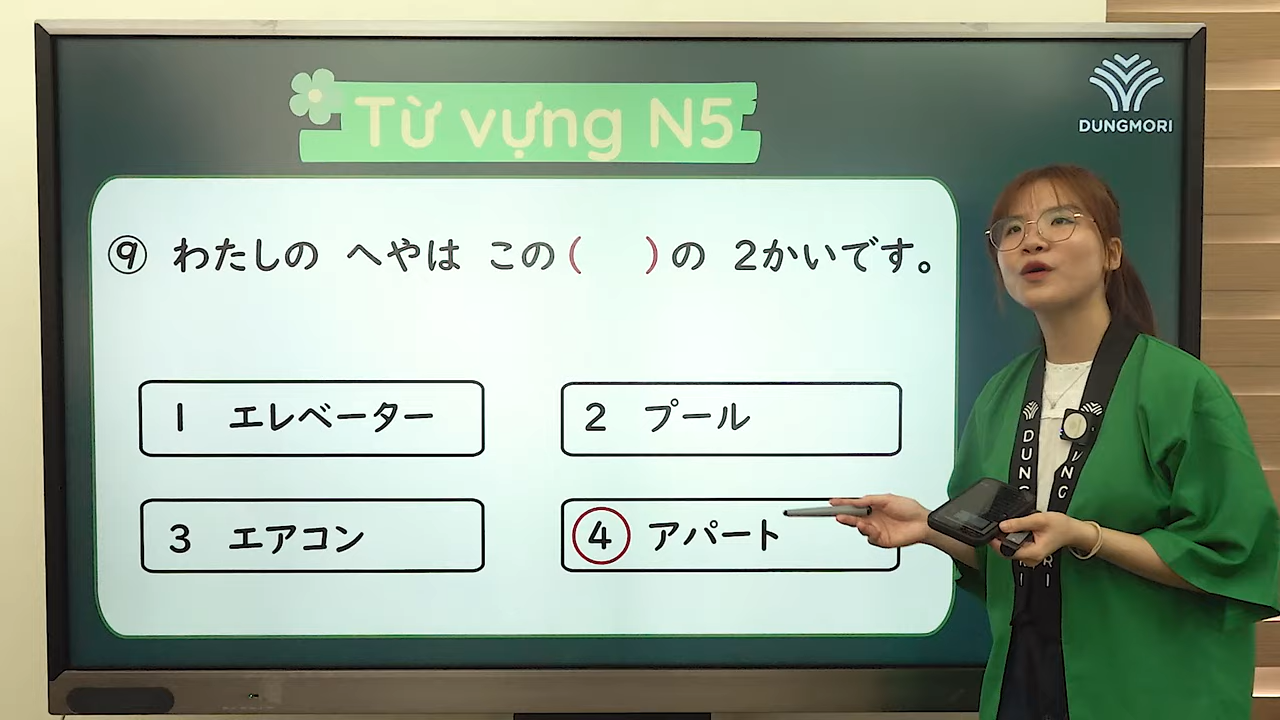 Từ vựng N5
DUNGMORI
⑨ わたしの へやは この( )の 2かいです。
1 エレベーター
2 プール
3 エアコン
4 アパート